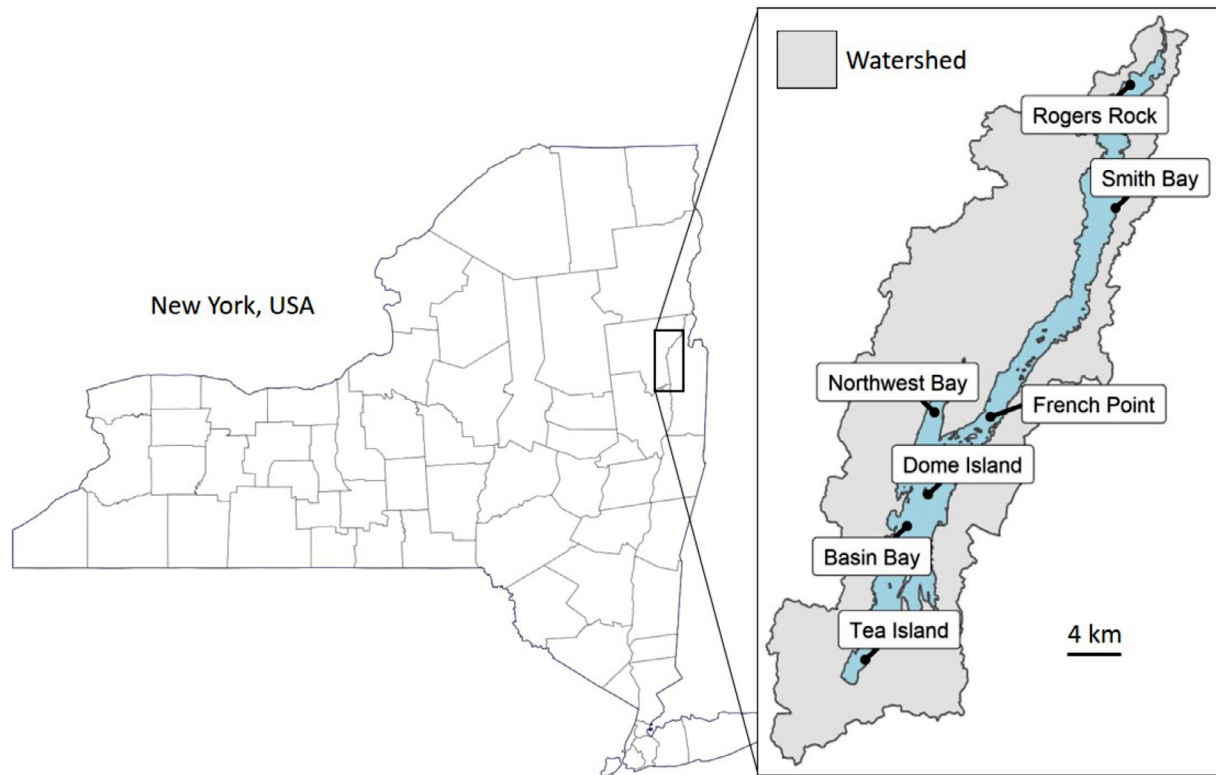 Watershed
Rogers Rock
Smith Bay
New York, USA
Northwest Bay
French Point
Dome Island
Basin Bay
Tea Island
4 km